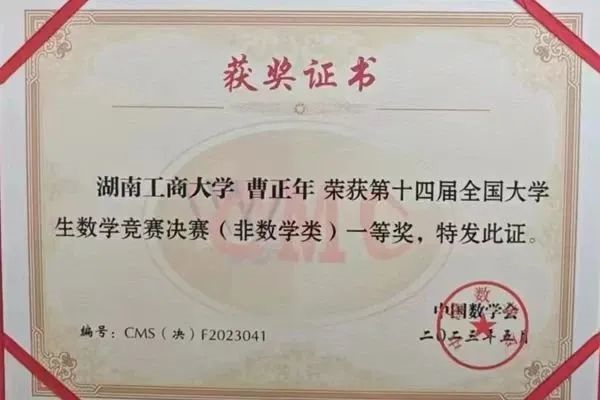 获奖证书
湖南工商大学 曹正年 荣获第十四届全国大学
生数学竞赛决赛（非数学类）一等奖，特发此证。
中国数学会
编号：CMS（决）F2023041
二〇二三年五月